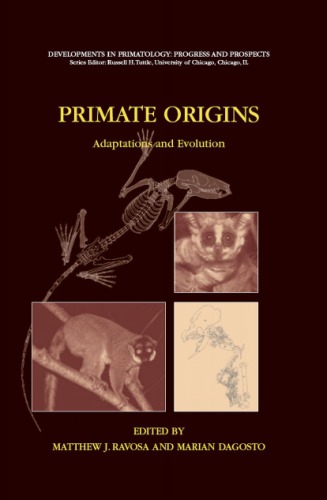 DEVELOPMENTS IN PRIMATOLOGY: PROGRESS AND PROSPECTS
Series Editor: Russell H. Tuttle, University of Chicago, Chicago, IL
PRIMATE ORIGINS
Adaptations and Evolution
EDITED BY
MATTHEW J. RAVOSA AND MARIAN DAGOSTO